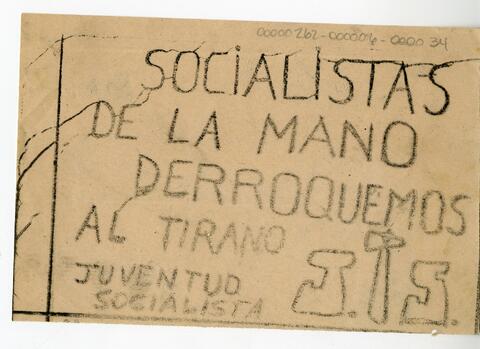 00000262-000006-0000 34
SOCIALISTAS
DE LA MANO
DERROQUEMOS
AL TIRANO
JUVENTUD
SOCIALISTA
J.S.